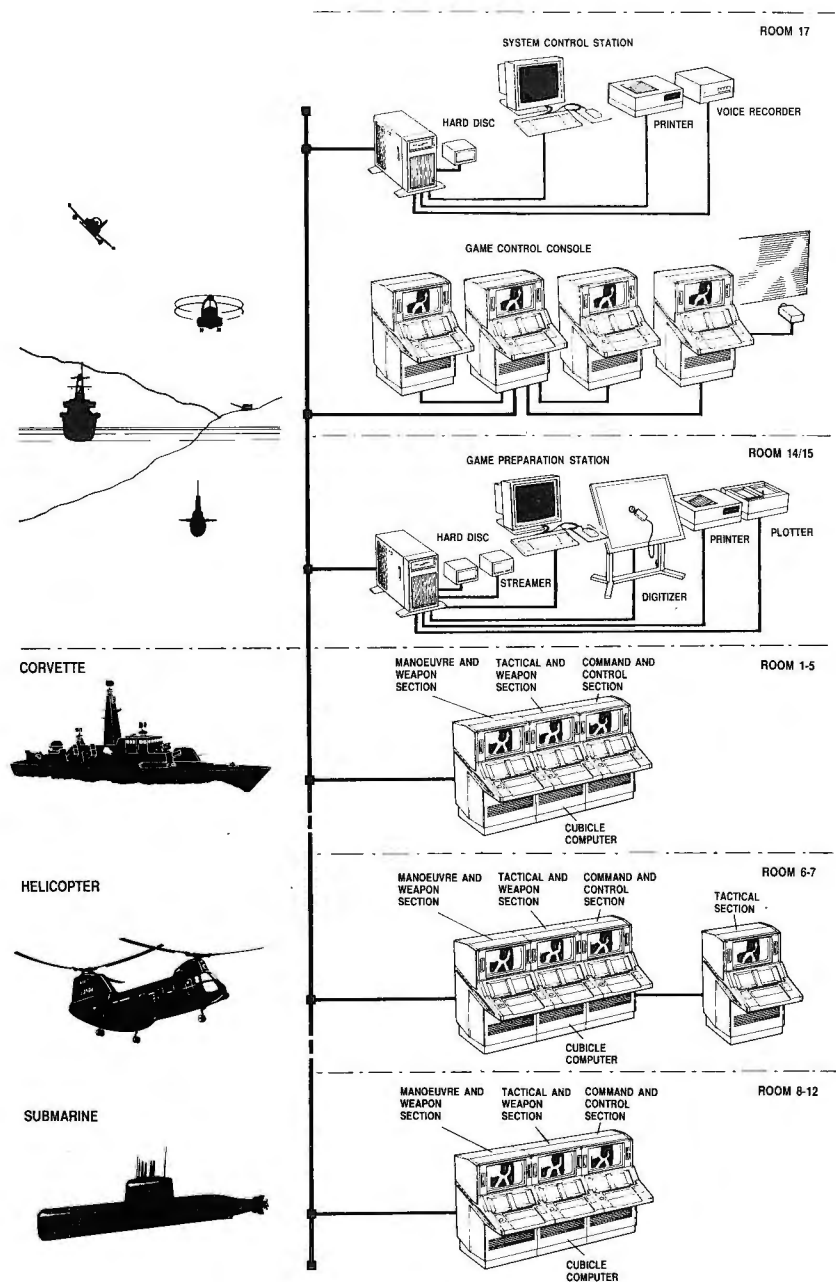 ROOM 17
SYSTEM CONTROL STATION
HARD DISC
PRINTER
VOICE RECORDER
GAME CONTROL CONSOLE
ROOM 14/15
GAME PREPARATION STATION
HARD DISC
STREAMER
DIGITIZER
PRINTER
PLOTTER
CORVETTE
ROOM 1-5
MANOEUVRE AND
WEAPON
SECTION
TACTICAL AND
WEAPON
SECTION
COMMAND AND
CONTROL
SECTION
CUBICLE
COMPUTER
HELICOPTER
ROOM 6-7
MANOEUVRE AND
WEAPON
SECTION
TACTICAL AND
WEAPON
SECTION
COMMAND AND
CONTROL
SECTION
TACTICAL
SECTION
CUBICLE
COMPUTER
SUBMARINE
ROOM 8-12
MANOEUVRE AND
WEAPON
SECTION
TACTICAL AND
WEAPON
SECTION
COMMAND AND
CONTROL
SECTION
CUBICLE
COMPUTER